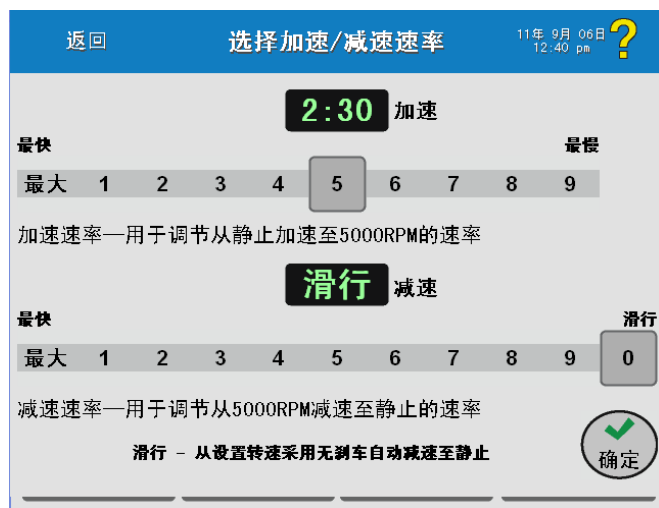 返回
选择加速/减速速率
11年 9月 06日
12:40 pm
?
2:30 加速
最快 最慢
最大 1 2 3 4 5 6 7 8 9
加速速率—用于调节从静止加速至5000RPM的速率
滑行 减速
最快 滑行
最大 1 2 3 4 5 6 7 8 9 0
减速速率—用于调节从5000RPM减速至静止的速率
滑行 - 从设置转速采用无刹车自动减速至静止
确定